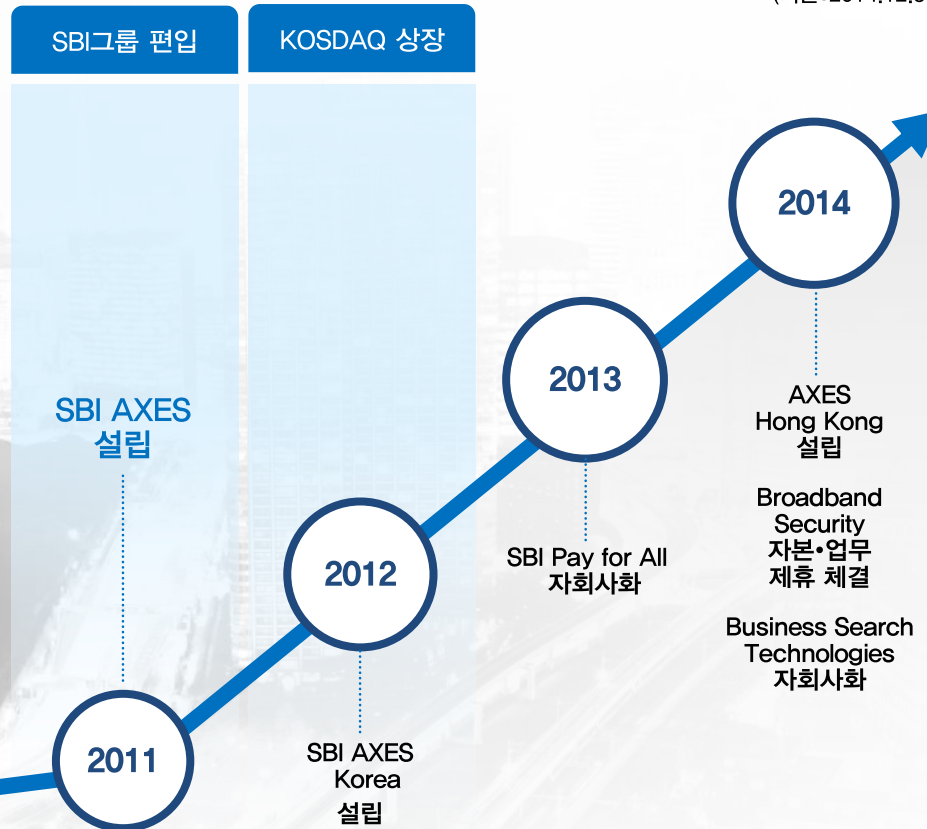 SBI그룹 편입
KOSDAQ 상장
SBI AXES
설립
2011
2012
SBI AXES
Korea
설립
2013
SBI Pay for All
자회사화
2014
AXES
Hong Kong
설립
Broadband
Security
자본•업무
제휴 체결
Business Search
Technologies
자회사화